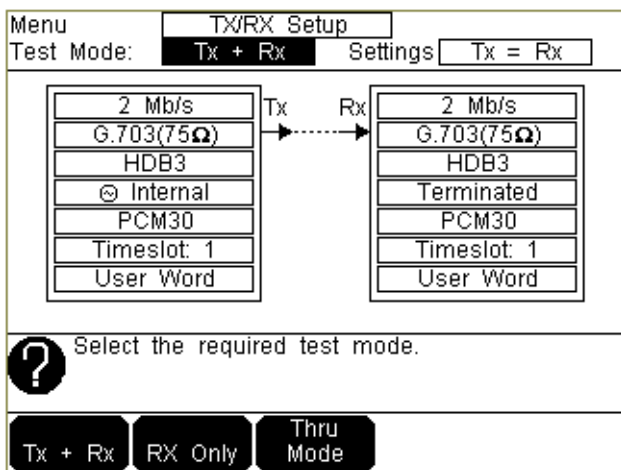 Menu TX/RX Setup
Test Mode: Tx + Rx Settings Tx = Rx
2 Mb/s Tx Rx 2 Mb/s
G.703(75Ω) G.703(75Ω)
HDB3 HDB3
Internal Terminated
PCM30 PCM30
Timeslot: 1 Timeslot: 1
User Word User Word
? Select the required test mode.
Tx + Rx RX Only Thru Mode